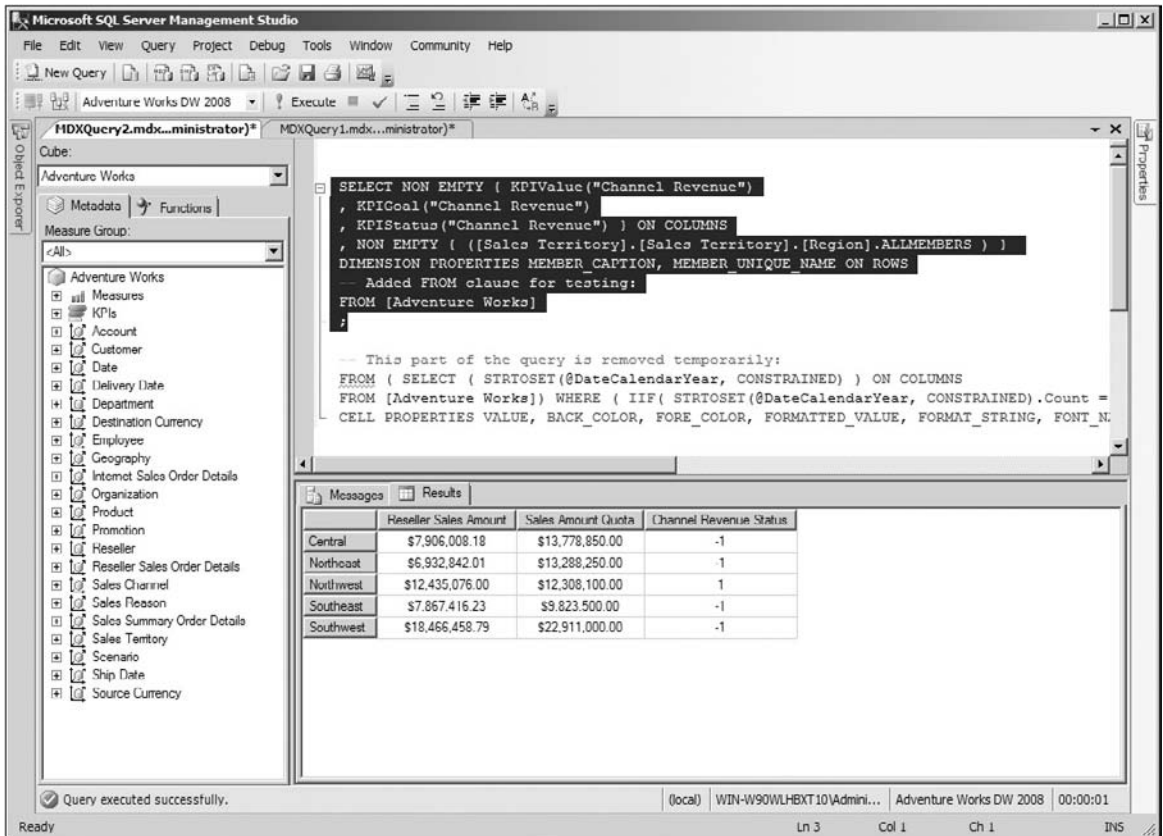 Microsoft SQL Server Management Studio
File Edit View Query Project Debug Tools Window Community Help
New Query
Adventure Works DW 2008 Execute
MDXQuery2.mdx...ministrator)* MDXQuery1.mdx...ministrator)*
Object Explorer
Properties
Cube:
Adventure Works
Metadata Functions
Measure Group:
<All>
Adventure Works
Measures
KPIs
Account
Customer
Date
Delivery Date
Department
Destination Currency
Employee
Geography
Internet Sales Order Details
Organization
Product
Promotion
Reseller
Reseller Sales Order Details
Sales Channel
Sales Reason
Sales Summary Order Details
Sales Territory
Scenario
Ship Date
Source Currency
SELECT NON EMPTY { KPIValue("Channel Revenue")
, KPIGoal("Channel Revenue")
, KPIStatus("Channel Revenue") } ON COLUMNS
, NON EMPTY { ([Sales Territory].[Sales Territory].[Region].ALLMEMBERS ) }
DIMENSION PROPERTIES MEMBER_CAPTION, MEMBER_UNIQUE_NAME ON ROWS
-- Added FROM clause for testing:
FROM [Adventure Works]
;
-- This part of the query is removed temporarily:
FROM ( SELECT ( STRTOSET(@DateCalendarYear, CONSTRAINED) ) ON COLUMNS
FROM [Adventure Works]) WHERE ( IIF( STRTOSET(@DateCalendarYear, CONSTRAINED).Count =
CELL PROPERTIES VALUE, BACK_COLOR, FORE_COLOR, FORMATTED_VALUE, FORMAT_STRING, FONT_N
Messages Results
Reseller Sales Amount Sales Amount Quota Channel Revenue Status
Central $7,906,008.18 $13,778,850.00 -1
Northeast $6,932,842.01 $13,288,250.00 -1
Northwest $12,435,076.00 $12,308,100.00 1
Southeast $7,867,416.23 $9,823,500.00 -1
Southwest $18,466,458.79 $22,911,000.00 -1
Query executed successfully. (local) WIN-W90WLHBXT10\Admini... Adventure Works DW 2008 00:00:01
Ready Ln 3 Col 1 Ch 1 INS